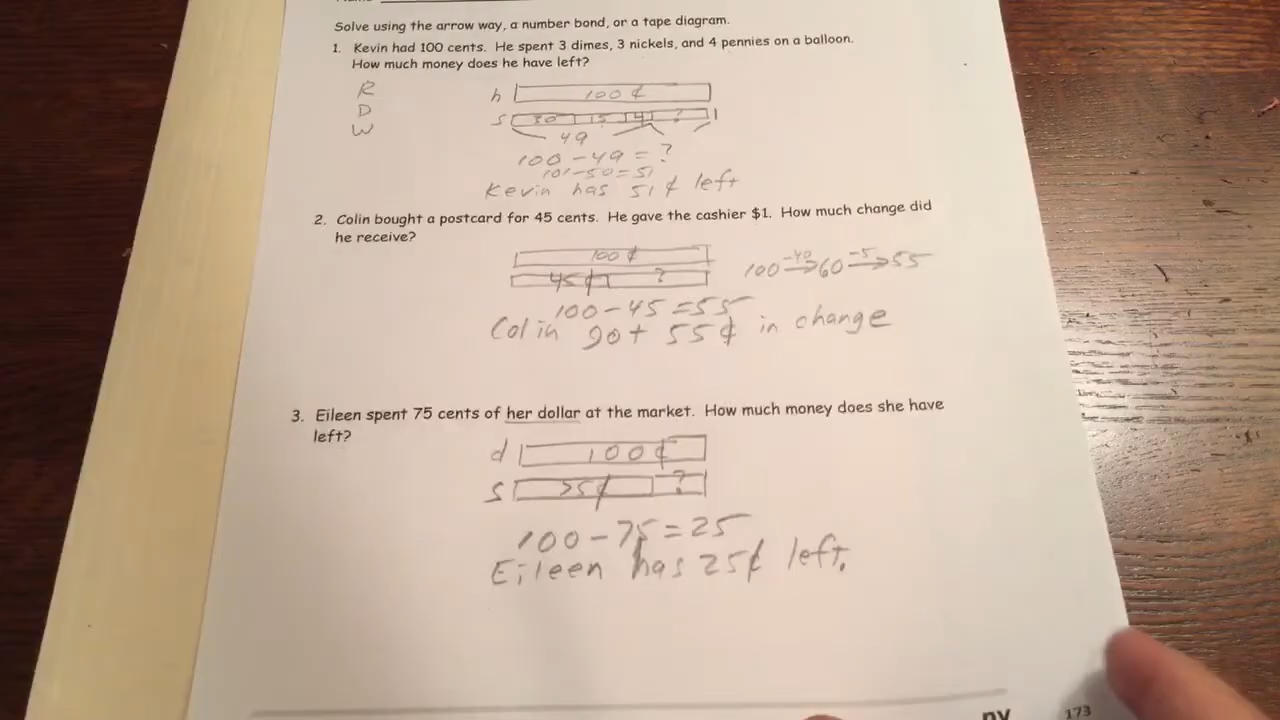 Solve using the arrow way, a number bond, or a tape diagram.
1. Kevin had 100 cents. He spent 3 dimes, 3 nickels, and 4 pennies on a balloon.
How much money does he have left?
R
D
W
h 100 ¢
s 30 15 4 ?
49
100 - 49 = ?
101-50=51
Kevin has 51 ¢ left
2. Colin bought a postcard for 45 cents. He gave the cashier $1. How much change did
he receive?
100 ¢
45¢ ?
100 -40→ 60 -5→ 55
100 - 45 = 55
Colin got 55¢ in change
3. Eileen spent 75 cents of her dollar at the market. How much money does she have
left?
d 100¢
s 75¢ ?
100 - 75 = 25
Eileen has 25¢ left.
173